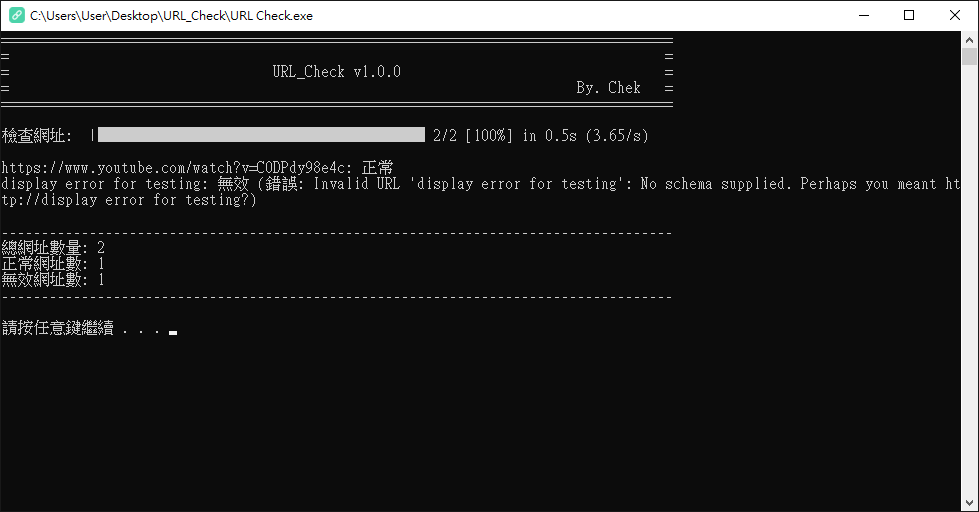 C:\Users\User\Desktop\URL_Check\URL Check.exe
URL_Check v1.0.0
By. Chek
檢查網址: | 2/2 [100%] in 0.5s (3.65/s)
https://www.youtube.com/watch?v=C0DPdy98e4c: 正常
display error for testing: 無效 (錯誤: Invalid URL 'display error for testing': No schema supplied. Perhaps you meant ht
tp://display error for testing?)
總網址數量: 2
正常網址數: 1
無效網址數: 1
請按任意鍵繼續 . . .